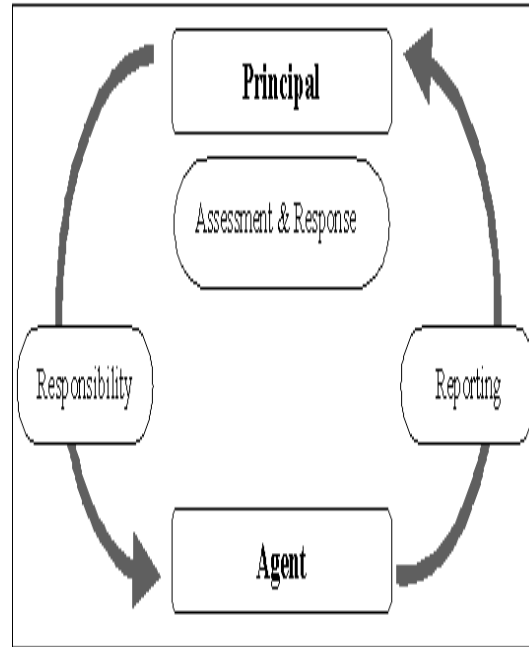 Principal
Assessment & Response
Responsibility
Reporting
Agent